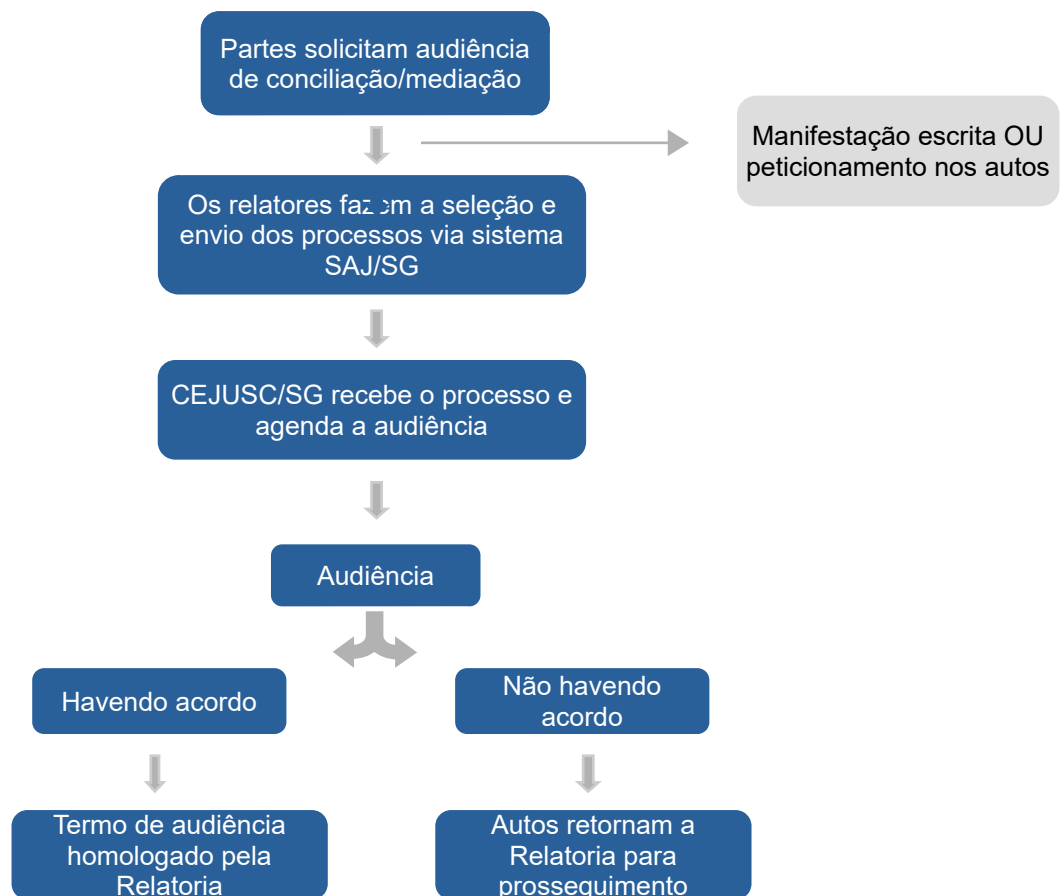 Partes solicitam audiência
de conciliação/mediação
Manifestação escrita OU
peticionamento nos autos
Os relatores fazem a seleção e
envio dos processos via sistema
SAJ/SG
CEJUSC/SG recebe o processo e
agenda a audiência
Audiência
Havendo acordo
Não havendo
acordo
Termo de audiência
homologado pela
Relatoria
Autos retornam a
Relatoria para
prosseguimento